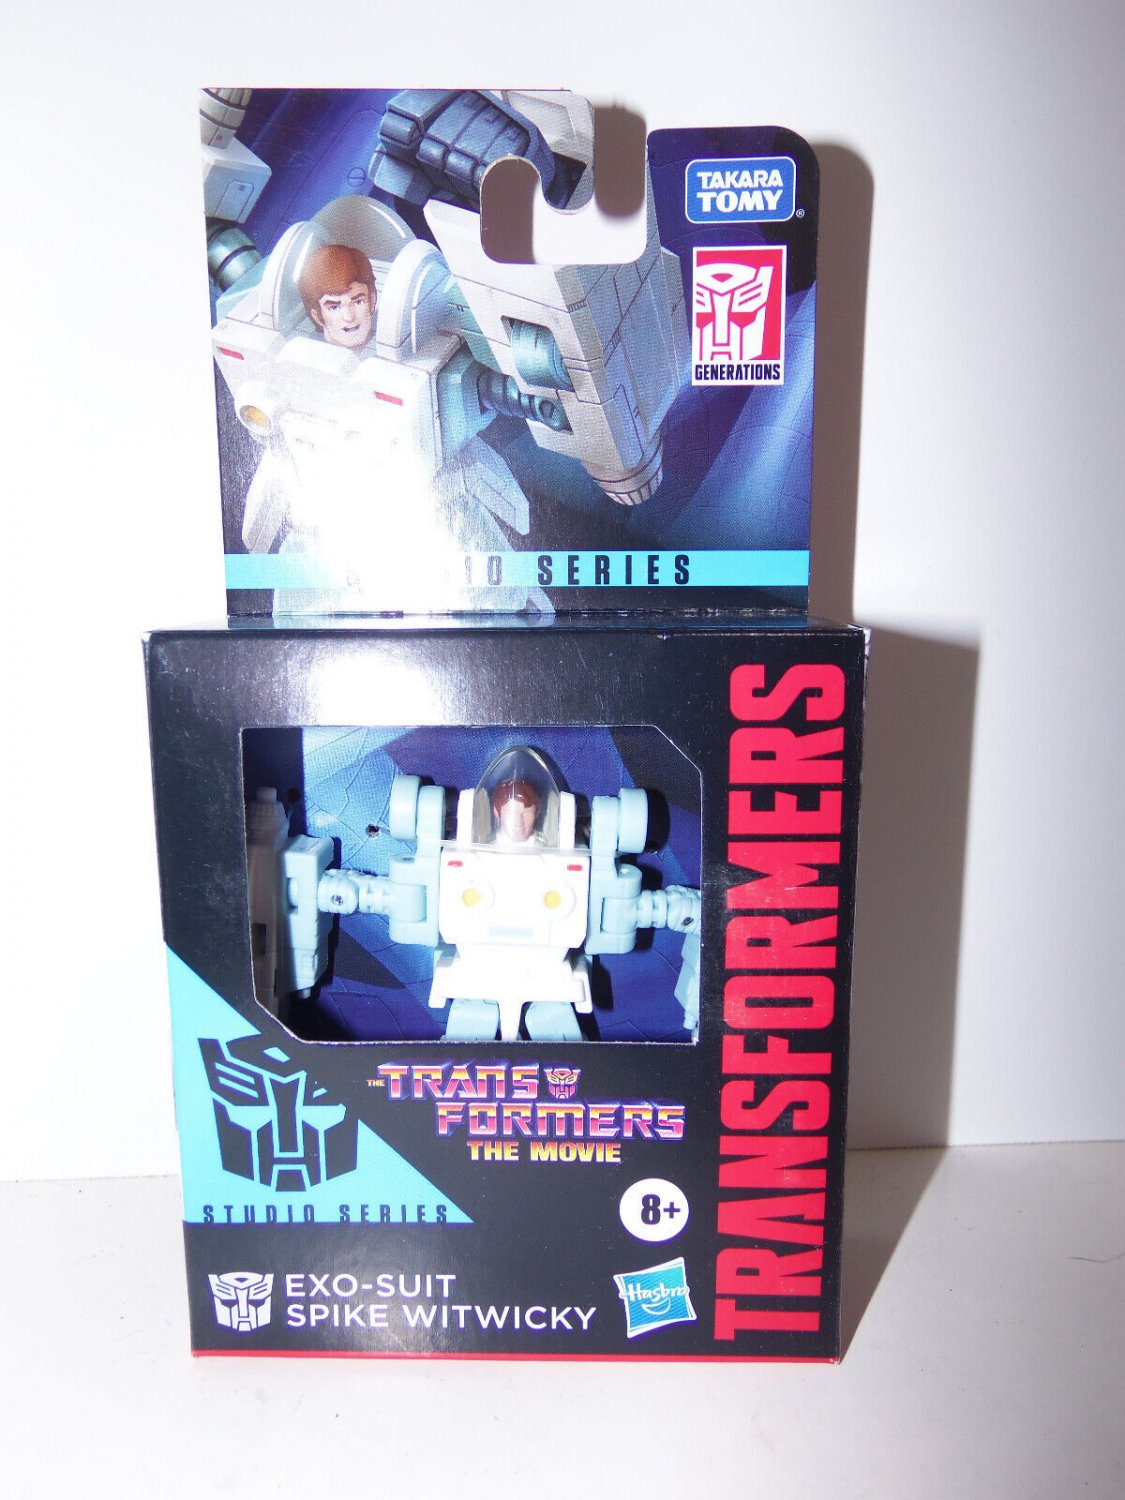 TAKARA
TOMY
®
GENERATIONS
SERIES
TRANSFORMERS
THE TRANS
FORMERS
THE MOVIE
STUDIO SERIES
8+
EXO-SUIT
SPIKE WITWICKY
Hasbro